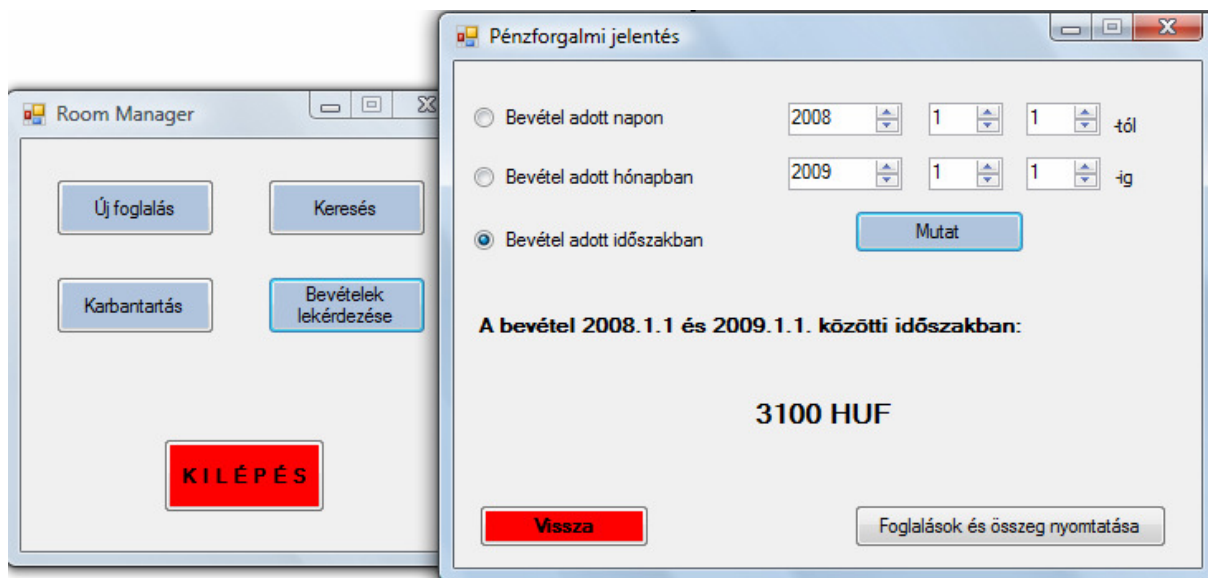 Room Manager
Új foglalás
Keresés
Karbantartás
Bevételek
lekérdezése
KILÉPÉS
Pénzforgalmi jelentés
Bevétel adott napon 2008 1 1 -tól
Bevétel adott hónapban 2009 1 1 -ig
Bevétel adott időszakban Mutat
A bevétel 2008.1.1 és 2009.1.1. közötti időszakban:
3100 HUF
Vissza
Foglalások és összeg nyomtatása